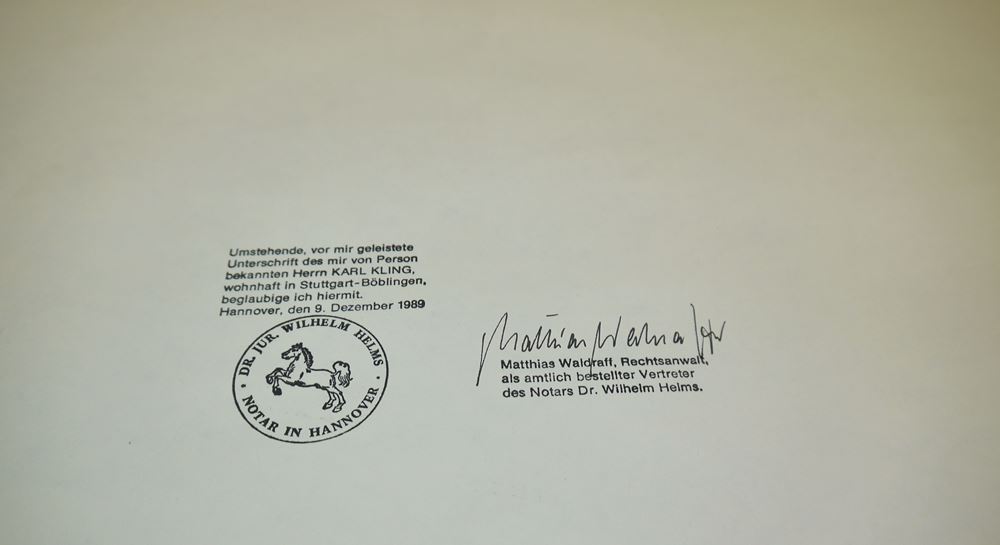 Umstehende, vor mir geleistete
Unterschrift des mir von Person
bekannten Herrn KARL KLING,
wohnhaft in Stuttgart-Böblingen,
beglaubige ich hiermit.
Hannover, den 9. Dezember 1989
DR. JUR. WILHELM HELMS
· NOTAR IN HANNOVER ·
Matthias Waldraff
Matthias Waldraff, Rechtsanwalt,
als amtlich bestellter Vertreter
des Notars Dr. Wilhelm Helms.